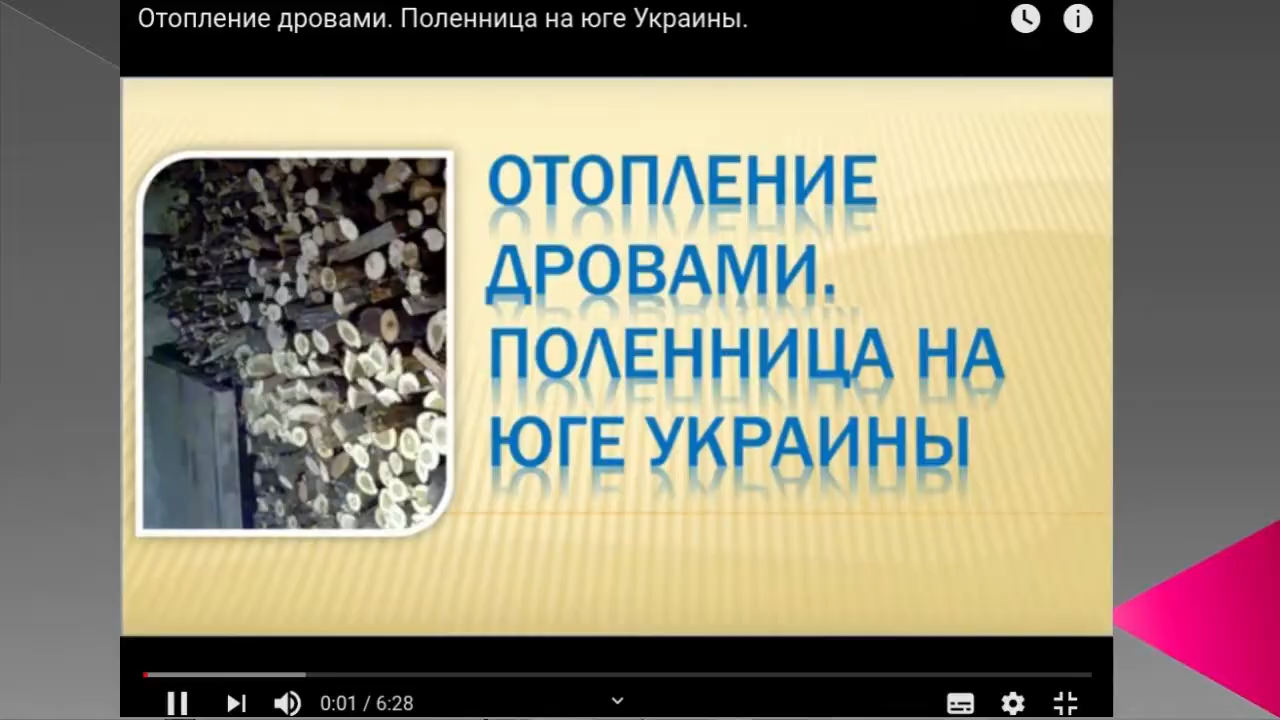 Отопление дровами. Поленница на юге Украины.
ОТОПЛЕНИЕ
ДРОВАМИ.
ПОЛЕННИЦА НА
ЮГЕ УКРАИНЫ
0:01 / 6:28